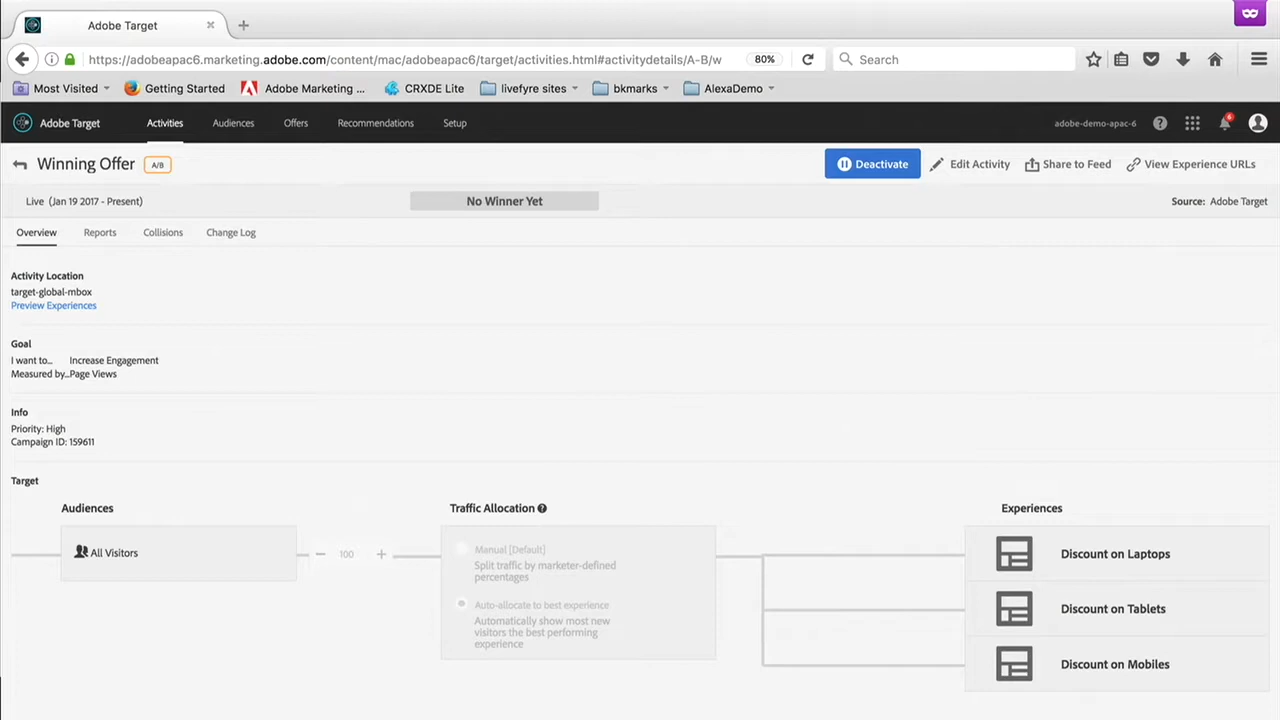 Adobe Target
https://adobeapac6.marketing.adobe.com/content/mac/adobeapac6/target/activities.html#activitydetails/A-B/w
80%
Search
Most Visited
Getting Started
Adobe Marketing ...
CRXDE Lite
livefyre sites
bkmarks
AlexaDemo
Adobe Target
Activities
Audiences
Offers
Recommendations
Setup
adobe-demo-apac-6
6
Winning Offer
A/B
Deactivate
Edit Activity
Share to Feed
View Experience URLs
Live (Jan 19 2017 - Present)
No Winner Yet
Source: Adobe Target
Overview
Reports
Collisions
Change Log
Activity Location
target-global-mbox
Preview Experiences
Goal
I want to... Increase Engagement
Measured by...Page Views
Info
Priority: High
Campaign ID: 159611
Target
Audiences
Traffic Allocation
Experiences
All Visitors
100
Manual [Default]
Split traffic by marketer-defined
percentages
Auto-allocate to best experience
Automatically show most new
visitors the best performing
experience
Discount on Laptops
Discount on Tablets
Discount on Mobiles